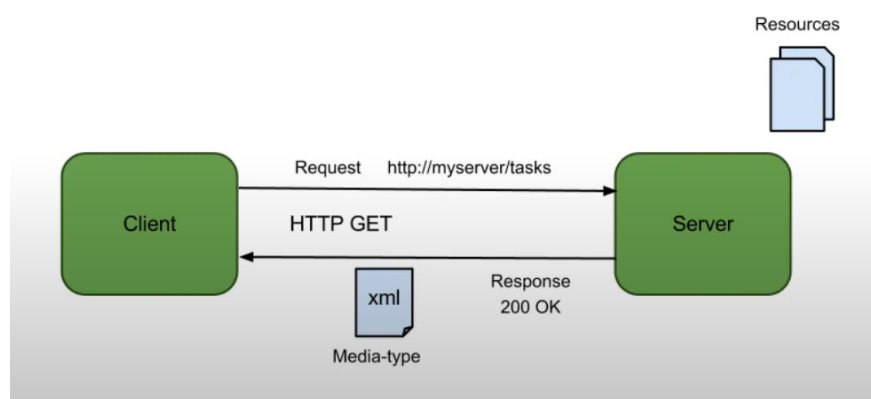 Resources
Request http://myserver/tasks
Client
HTTP GET
Server
Response
200 OK
xml
Media-type